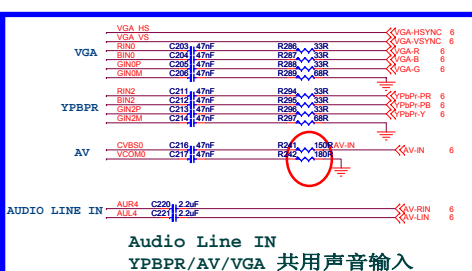 VGA_HS VGA-HSYNC 6
VGA_VS VGA-VSYNC 6
VGA
RIN0 C203 47nF R286 33R VGA-R 6
BIN0 C204 47nF R287 33R VGA-B 6
GIN0P C205 47nF R288 33R VGA-G 6
GIN0M C206 47nF R289 68R
YPBPR
RIN2 C211 47nF R294 33R YPbPr-PR 6
BIN2 C212 47nF R295 33R YPbPr-PB 6
GIN2P C213 47nF R296 33R YPbPr-Y 6
GIN2M C214 47nF R297 68R
AV
CVBS0 C216 47nF R241 150R AV-IN AV-IN 6
VCOM0 C217 47nF R242 180R
AUDIO LINE IN
AUR4 C220 2.2uF AV-RIN 6
AUL4 C221 2.2uF AV-LIN 6
Audio Line IN
YPBPR/AV/VGA 共用声音输入